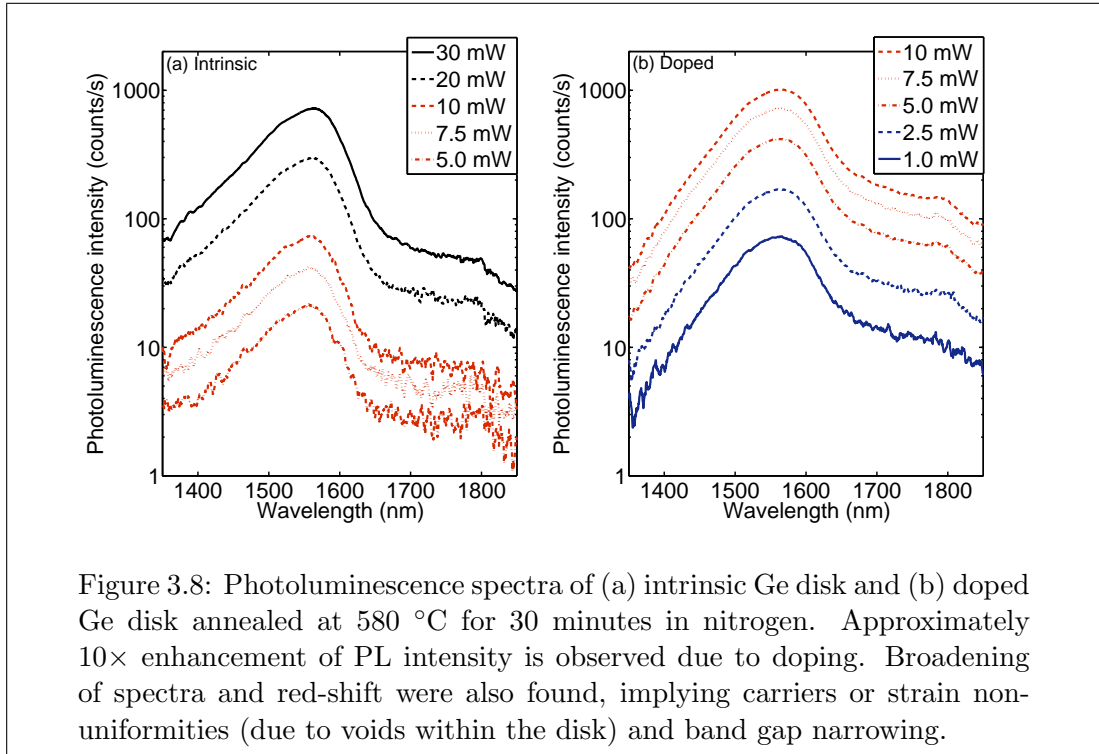 (a) Intrinsic
30 mW
20 mW
10 mW
7.5 mW
5.0 mW
1000
100
10
1
Photoluminescence intensity (counts/s)
1400 1500 1600 1700 1800
Wavelength (nm)
(b) Doped
10 mW
7.5 mW
5.0 mW
2.5 mW
1.0 mW
1000
100
10
1
Photoluminescence intensity (counts/s)
1400 1500 1600 1700 1800
Wavelength (nm)
Figure 3.8: Photoluminescence spectra of (a) intrinsic Ge disk and (b) doped
Ge disk annealed at 580 °C for 30 minutes in nitrogen. Approximately
10× enhancement of PL intensity is observed due to doping. Broadening
of spectra and red-shift were also found, implying carriers or strain non-
uniformities (due to voids within the disk) and band gap narrowing.